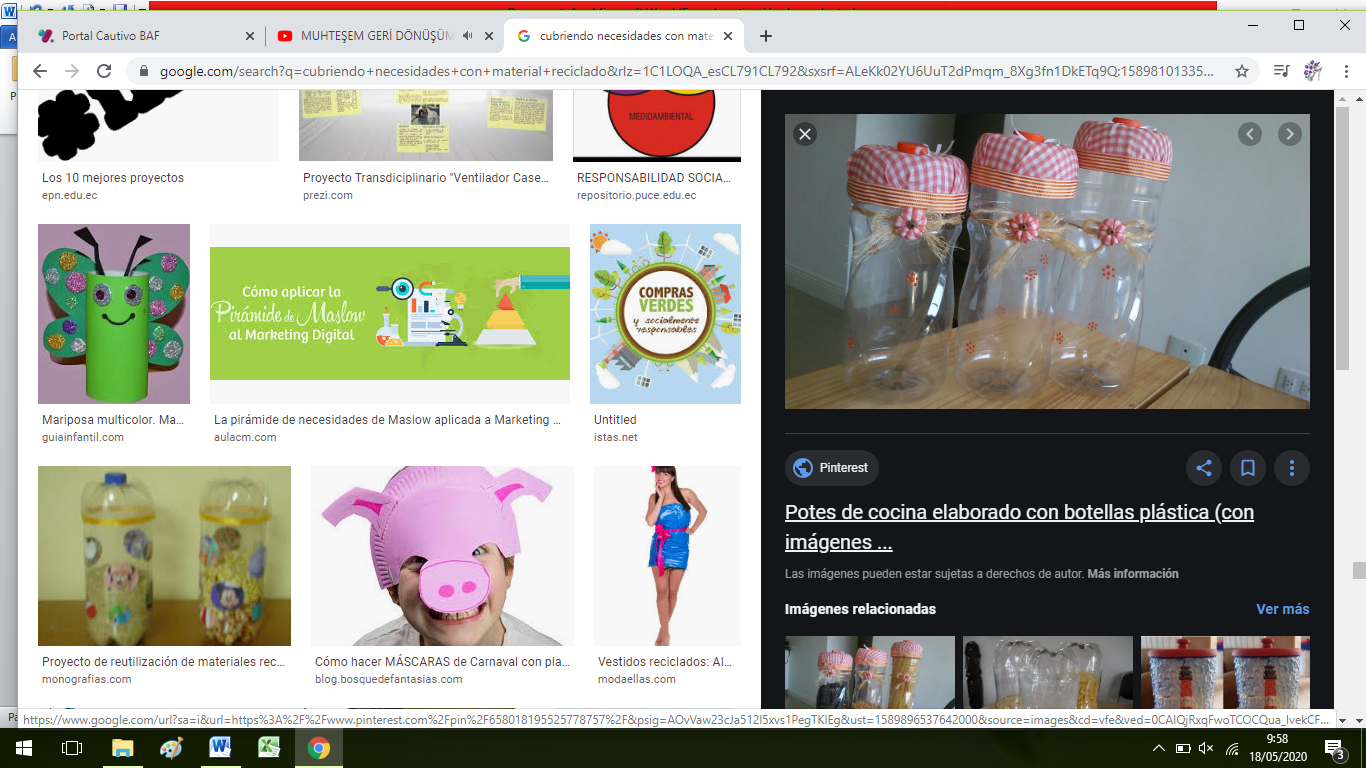 Portal Cautivo BAF
MUHTEŞEM GERİ DÖNÜŞÜM
cubriendo necesidades con mate
google.com/search?q=cubriendo+necesidades+con+material+reciclado&rlz=1C1LOQA_esCL791CL792&sxsrf=ALeKk02YU6UuT2dPmqm_8Xg3fn1DkETq9Q:15898101335...
MEDIOAMBIENTAL
Los 10 mejores proyectos
epn.edu.ec
Proyecto Transdiciplinario "Ventilador Case...
prezi.com
RESPONSABILIDAD SOCIA...
repositorio.puce.edu.ec
Cómo aplicar la
Pirámide de Maslow
al Marketing Digital
COMPRAS
VERDES
y socialmente
responsables
Mariposa multicolor. Ma...
guiainfantil.com
La pirámide de necesidades de Maslow aplicada a Marketing ...
aulacm.com
Untitled
istas.net
Proyecto de reutilización de materiales rec...
monografias.com
Cómo hacer MÁSCARAS de Carnaval con pla...
blog.bosquedefantasias.com
Vestidos reciclados: Al...
modaellas.com
Pinterest
Potes de cocina elaborado con botellas plástica (con
imágenes ...
Las imágenes pueden estar sujetas a derechos de autor. Más información
Imágenes relacionadas
Ver más
https://www.google.com/url?sa=i&url=https%3A%2F%2Fwww.pinterest.com%2Fpin%2F658018195525778757%2F&psig=AOvVaw23cJa512I5xvs1PegTKIEg&ust=1589896537642000&source=images&cd=vfe&ved=0CAIQjRxqFwoTCOCQua_lvekCF...
9:58
18/05/2020
3